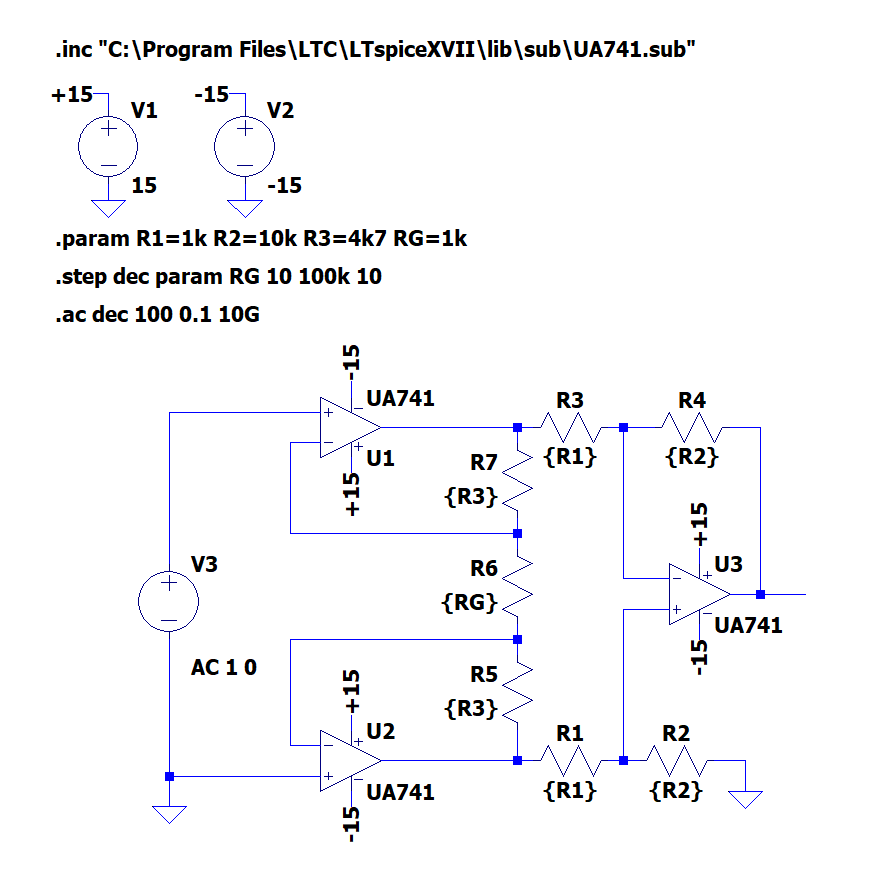 .inc "C:\Program Files\LTC\LTspiceXVII\lib\sub\UA741.sub"
+15
V1
15
-15
V2
-15
.param R1=1k R2=10k R3=4k7 RG=1k
.step dec param RG 10 100k 10
.ac dec 100 0.1 10G
-15
UA741
U1
+15
R3
{R1}
R4
{R2}
R7
{R3}
V3
AC 1 0
R6
{RG}
+15
U3
UA741
-15
R5
{R3}
+15
U2
UA741
-15
R1
{R1}
R2
{R2}